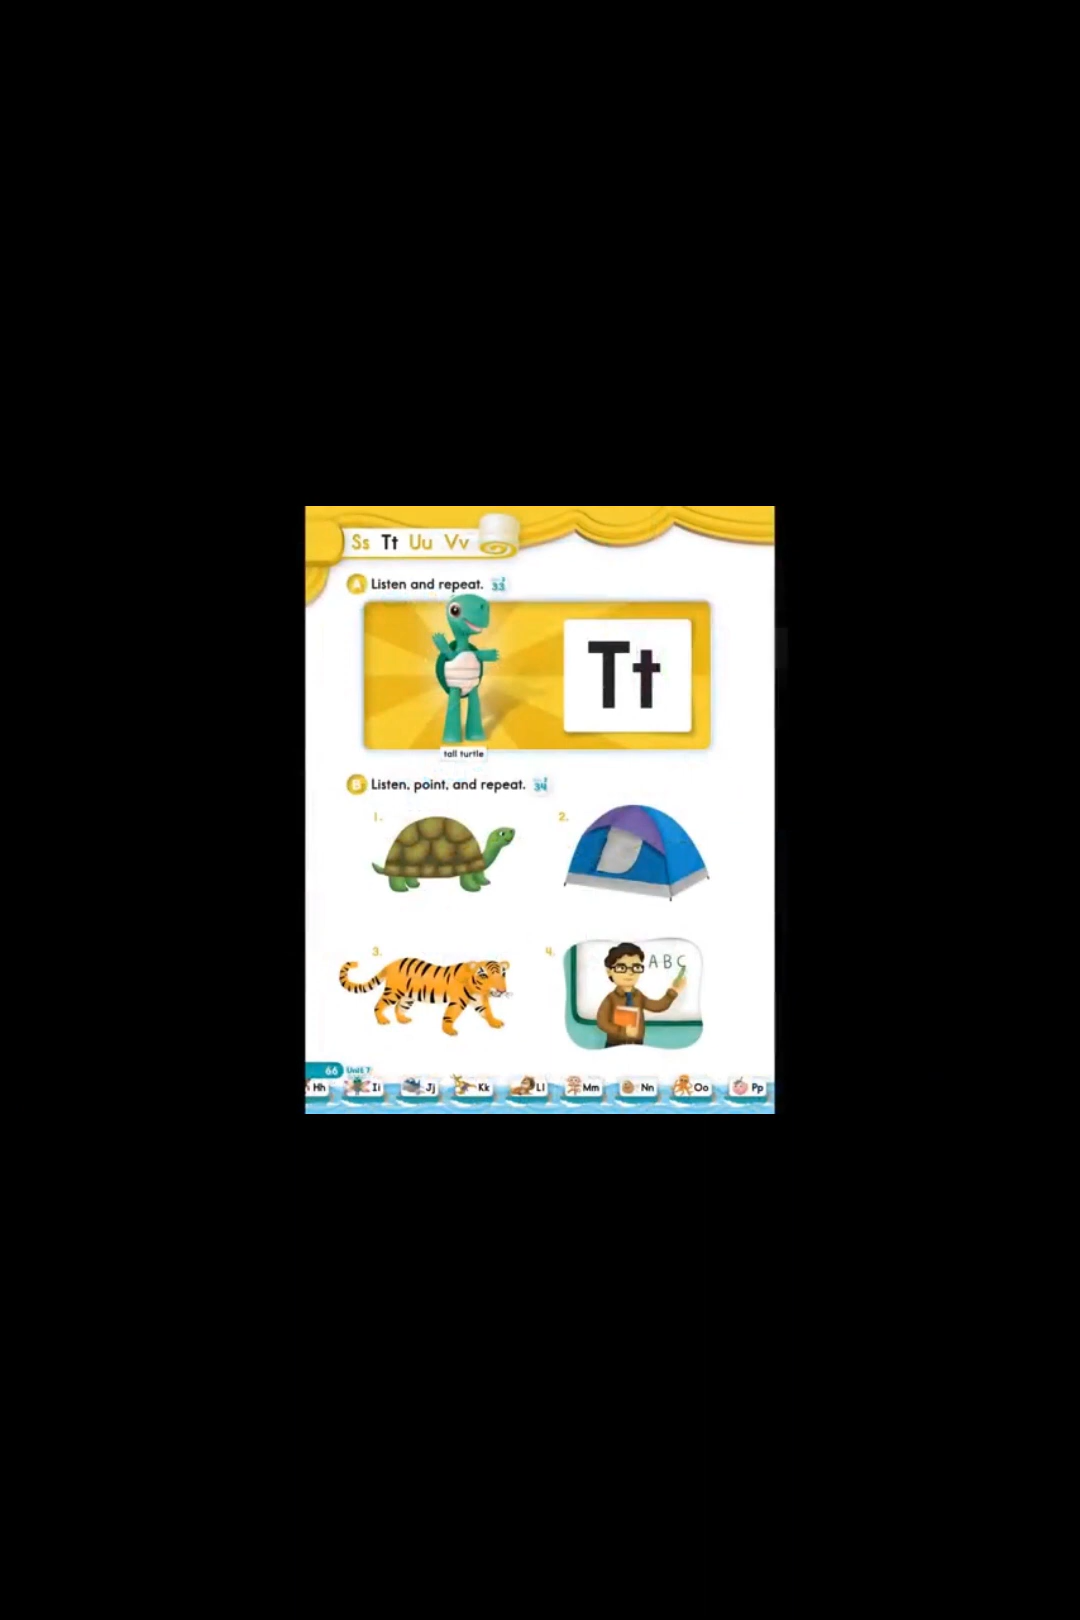 Ss Tt Uu Vv
A Listen and repeat. 33
Tt
tall turtle
B Listen, point, and repeat. 34
1.
2.
3.
4.
A B C
66 Unit 7
Hh Ii Jj Kk Ll Mm Nn Oo Pp